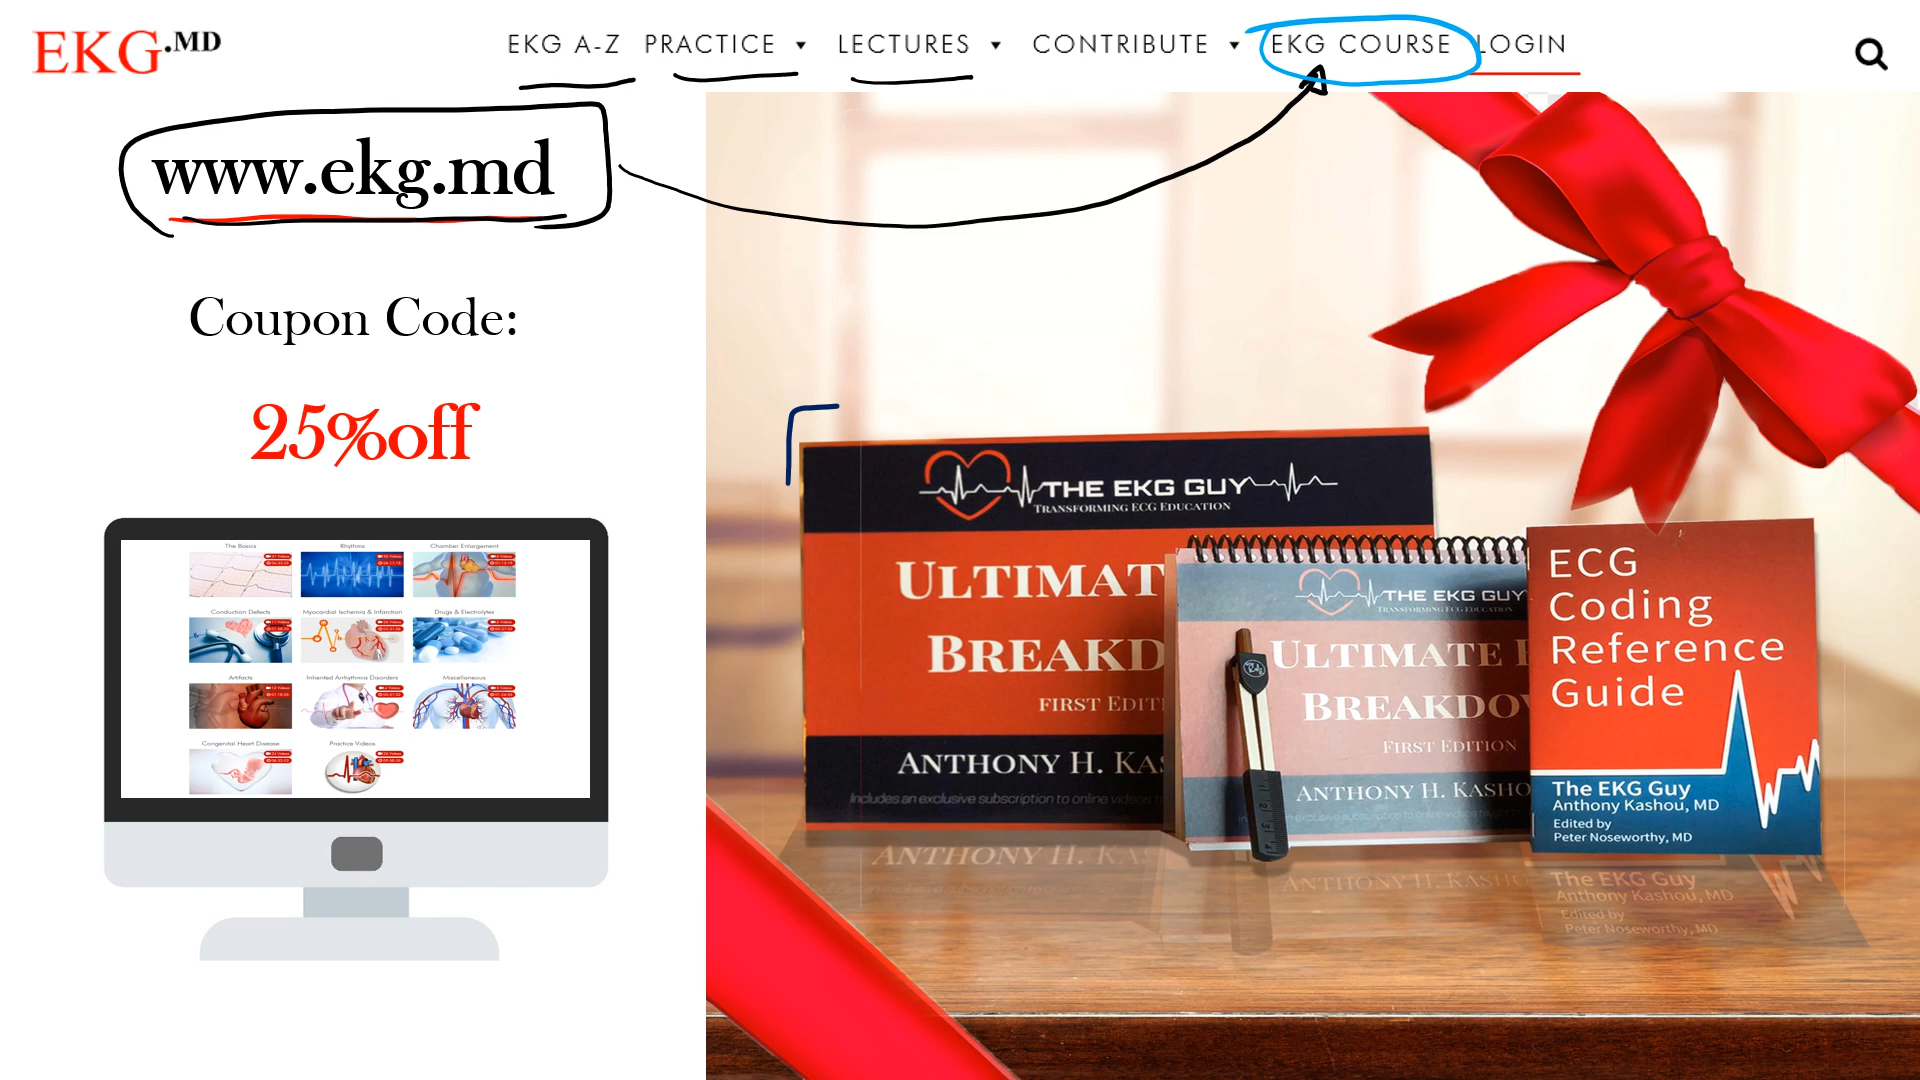 EKG.MD
EKG A-Z PRACTICE LECTURES CONTRIBUTE EKG COURSE LOGIN
www.ekg.md
Coupon Code:
25%off
The Basics Rhythms Chamber Enlargement
Conduction Defects Myocardial Ischemia & Infarction Drugs & Electrolytes
Artifacts Inherited Arrhythmia Disorders Miscellaneous
Congenital Heart Disease Practice Videos
THE EKG GUY
TRANSFORMING ECG EDUCATION
ULTIMAT
BREAKD
FIRST EDIT
ANTHONY H. KAS
Includes an exclusive subscription to online videos
THE EKG GUY
TRANSFORMING ECG EDUCATION
ULTIMATE
BREAKDO
FIRST EDITION
ANTHONY H. KASHO
ECG
Coding
Reference
Guide
The EKG Guy
Anthony Kashou, MD
Edited by
Peter Noseworthy, MD